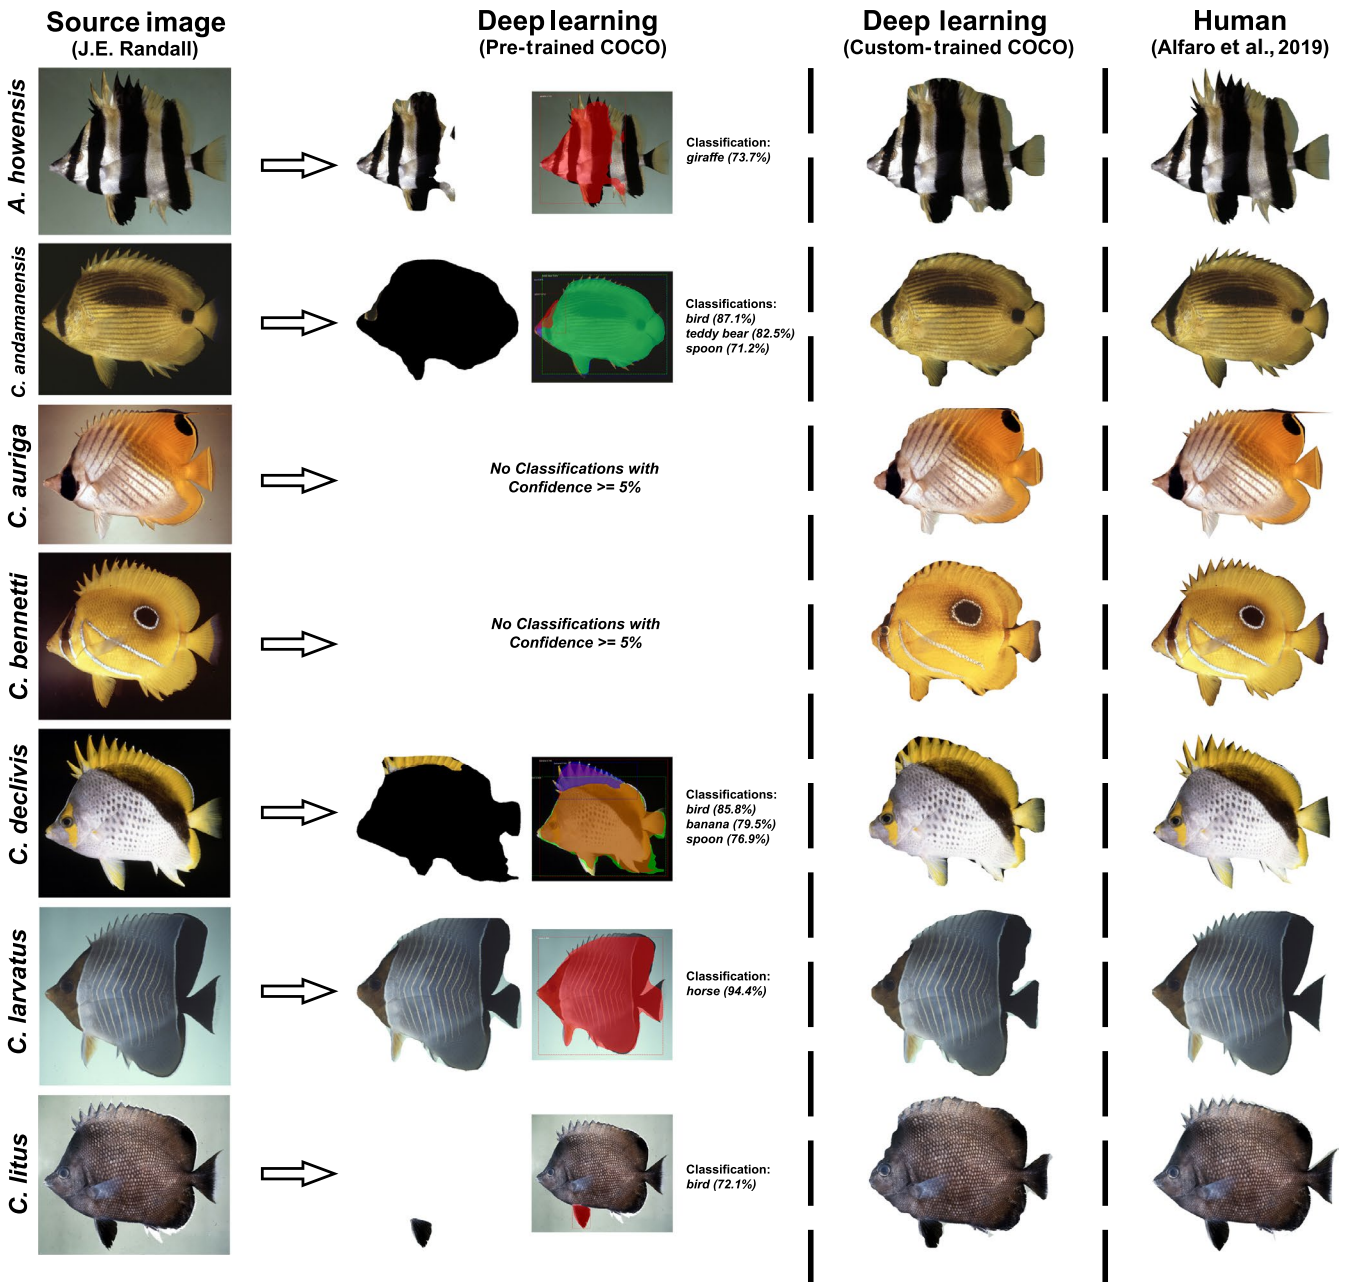 Source image
(J.E. Randall)
Deep learning
(Pre-trained COCO)
Deep learning
(Custom-trained COCO)
Human
(Alfaro et al., 2019)
A. howensis
Classification:
giraffe (73.7%)
C. andamanensis
Classifications:
bird (87.1%)
teddy bear (82.5%)
spoon (71.2%)
C. auriga
No Classifications with
Confidence >= 5%
C. bennetti
No Classifications with
Confidence >= 5%
C. declivis
Classifications:
bird (85.8%)
banana (79.5%)
spoon (76.9%)
C. larvatus
Classification:
horse (94.4%)
C. litus
Classification:
bird (72.1%)